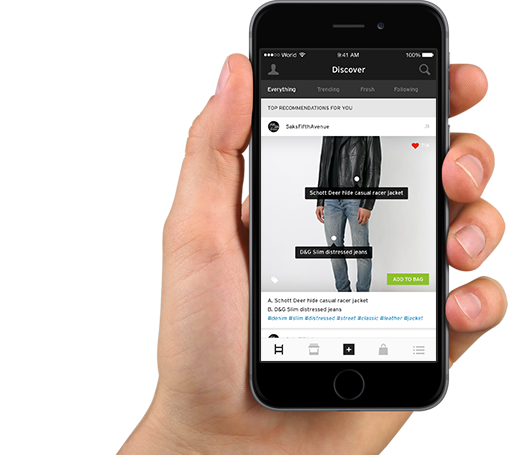 World 9:41 AM 100%
Discover
Everything Trending Fresh Following
TOP RECOMMENDATIONS FOR YOU
SaksFifthAvenue
Schott Deer hide casual racer jacket
D&G Slim distressed jeans
ADD TO BAG
A. Schott Deer hide casual racer jacket
B. D&G Slim distressed jeans
#denim #slim #distressed #street #classic #leather #jacket